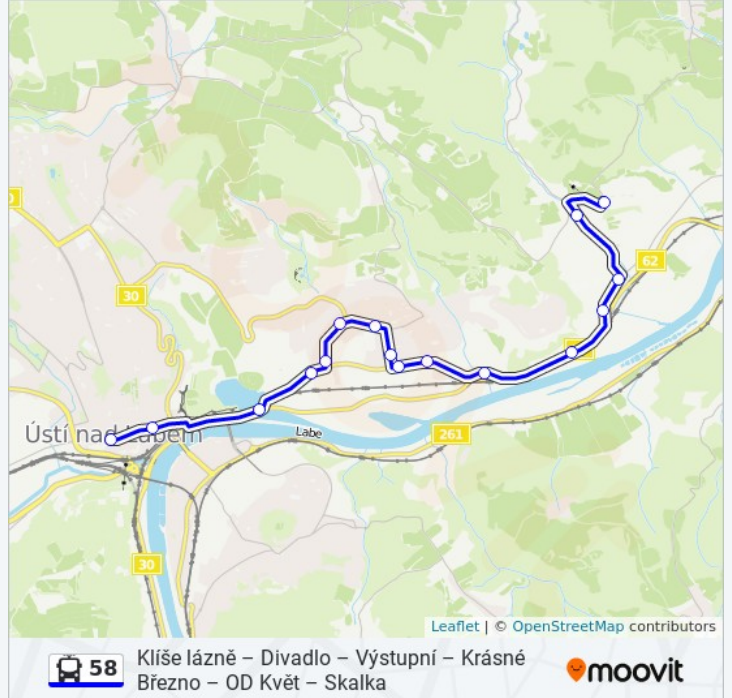 62
30
Ústí nad Labem
Labe
261
30
Leaflet | © OpenStreetMap contributors
58
Klíše lázně – Divadlo – Výstupní – Krásné
Březno – OD Květ – Skalka
moovit